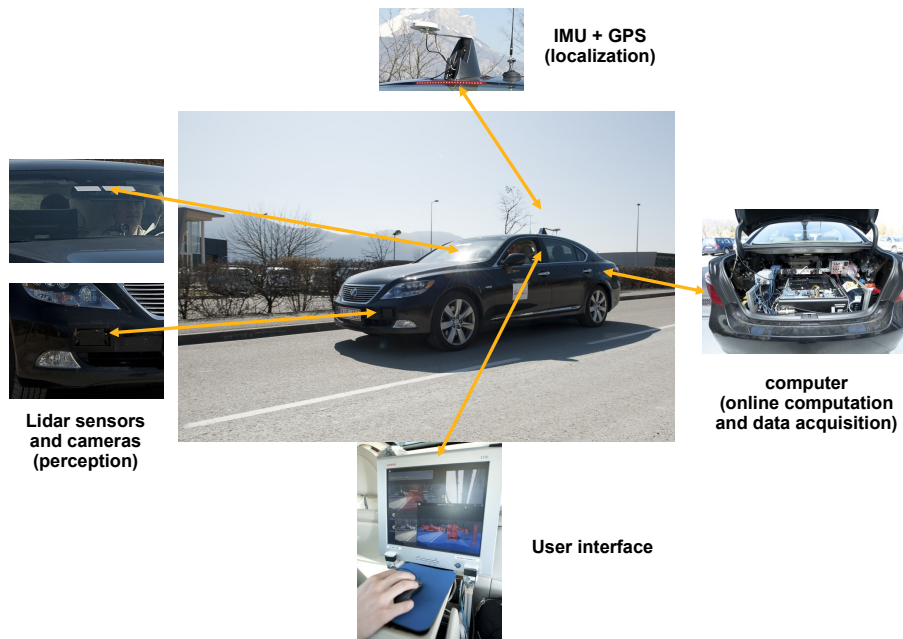 IMU + GPS
(localization)
Lidar sensors
and cameras
(perception)
computer
(online computation
and data acquisition)
User interface